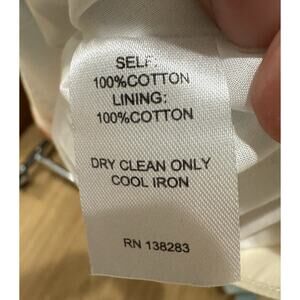 SELF:
100%COTTON
LINING:
100%COTTON
DRY CLEAN ONLY
COOL IRON
RN 138283